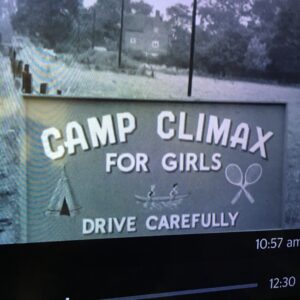 CAMP CLIMAX
FOR GIRLS
DRIVE CAREFULLY
10:57 am
12:30